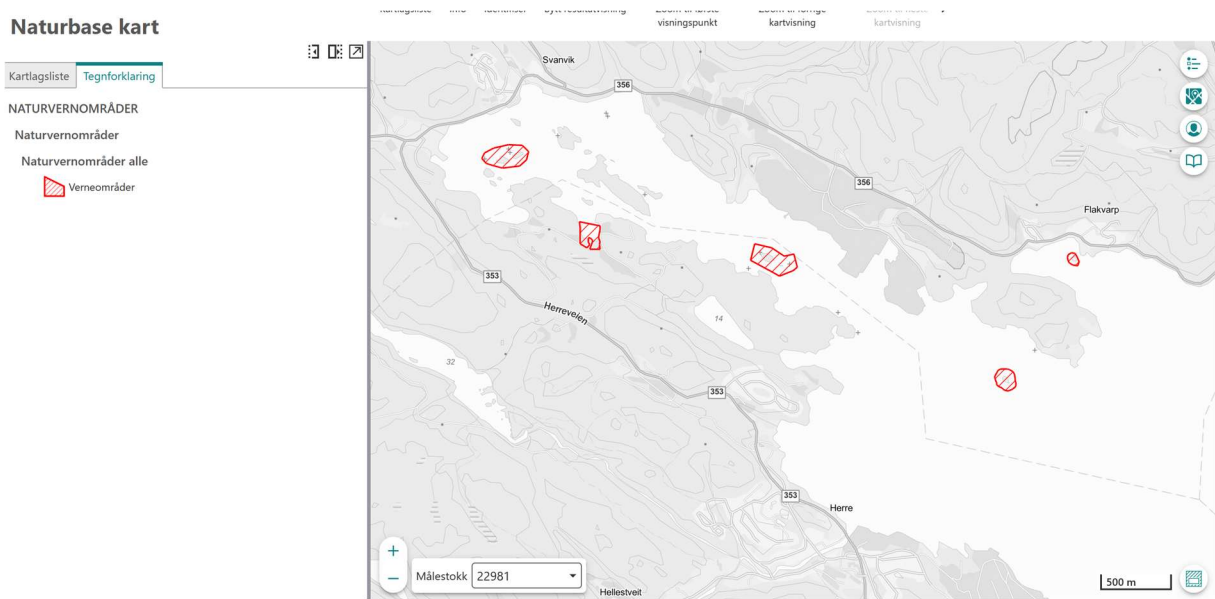 Naturbase kart
visningspunkt
kartvisning
kartvisning
Kartlagsliste
Tegnforklaring
NATURVERNOMRÅDER
Naturvernområder
Naturvernområder alle
Verneområder
Svanvik
356
356
Flakvarp
353
Herreveien
14
32
353
353
Herre
Hellestveit
+
−
Målestokk 22981
500 m